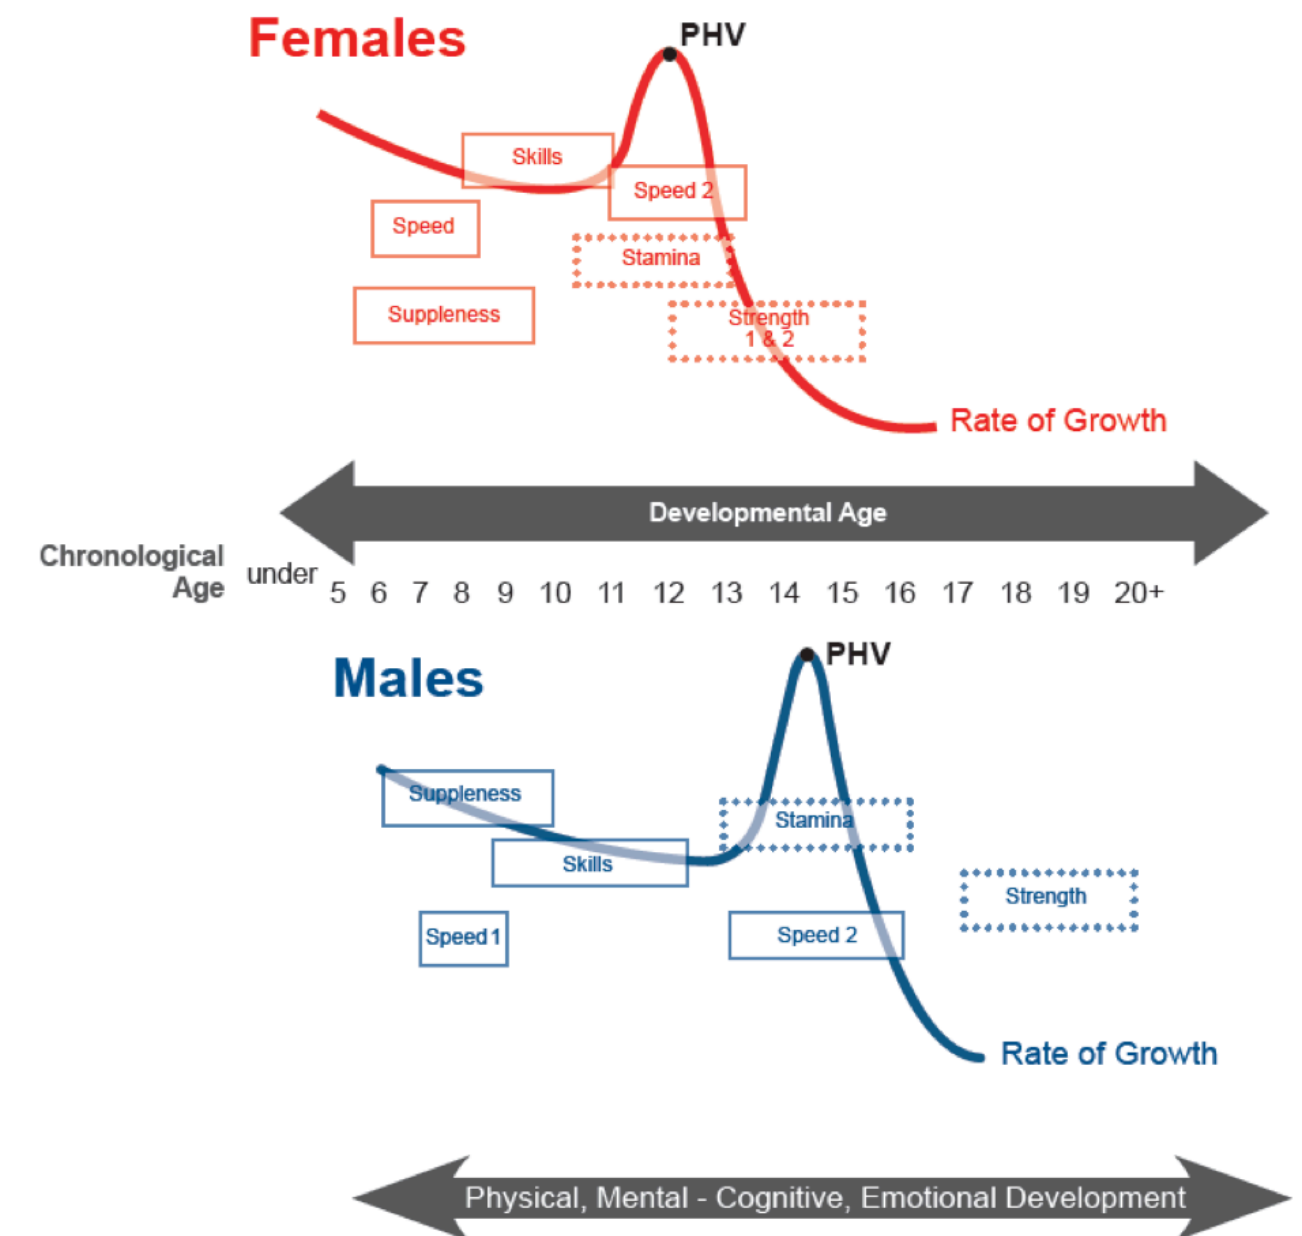 Females
PHV
Skills
Speed 2
Speed
Stamina
Suppleness
Strength
1 & 2
Rate of Growth
Developmental Age
Chronological
Age
under 5 6 7 8 9 10 11 12 13 14 15 16 17 18 19 20+
Males
PHV
Suppleness
Stamina
Skills
Strength
Speed 1
Speed 2
Rate of Growth
Physical, Mental - Cognitive, Emotional Development